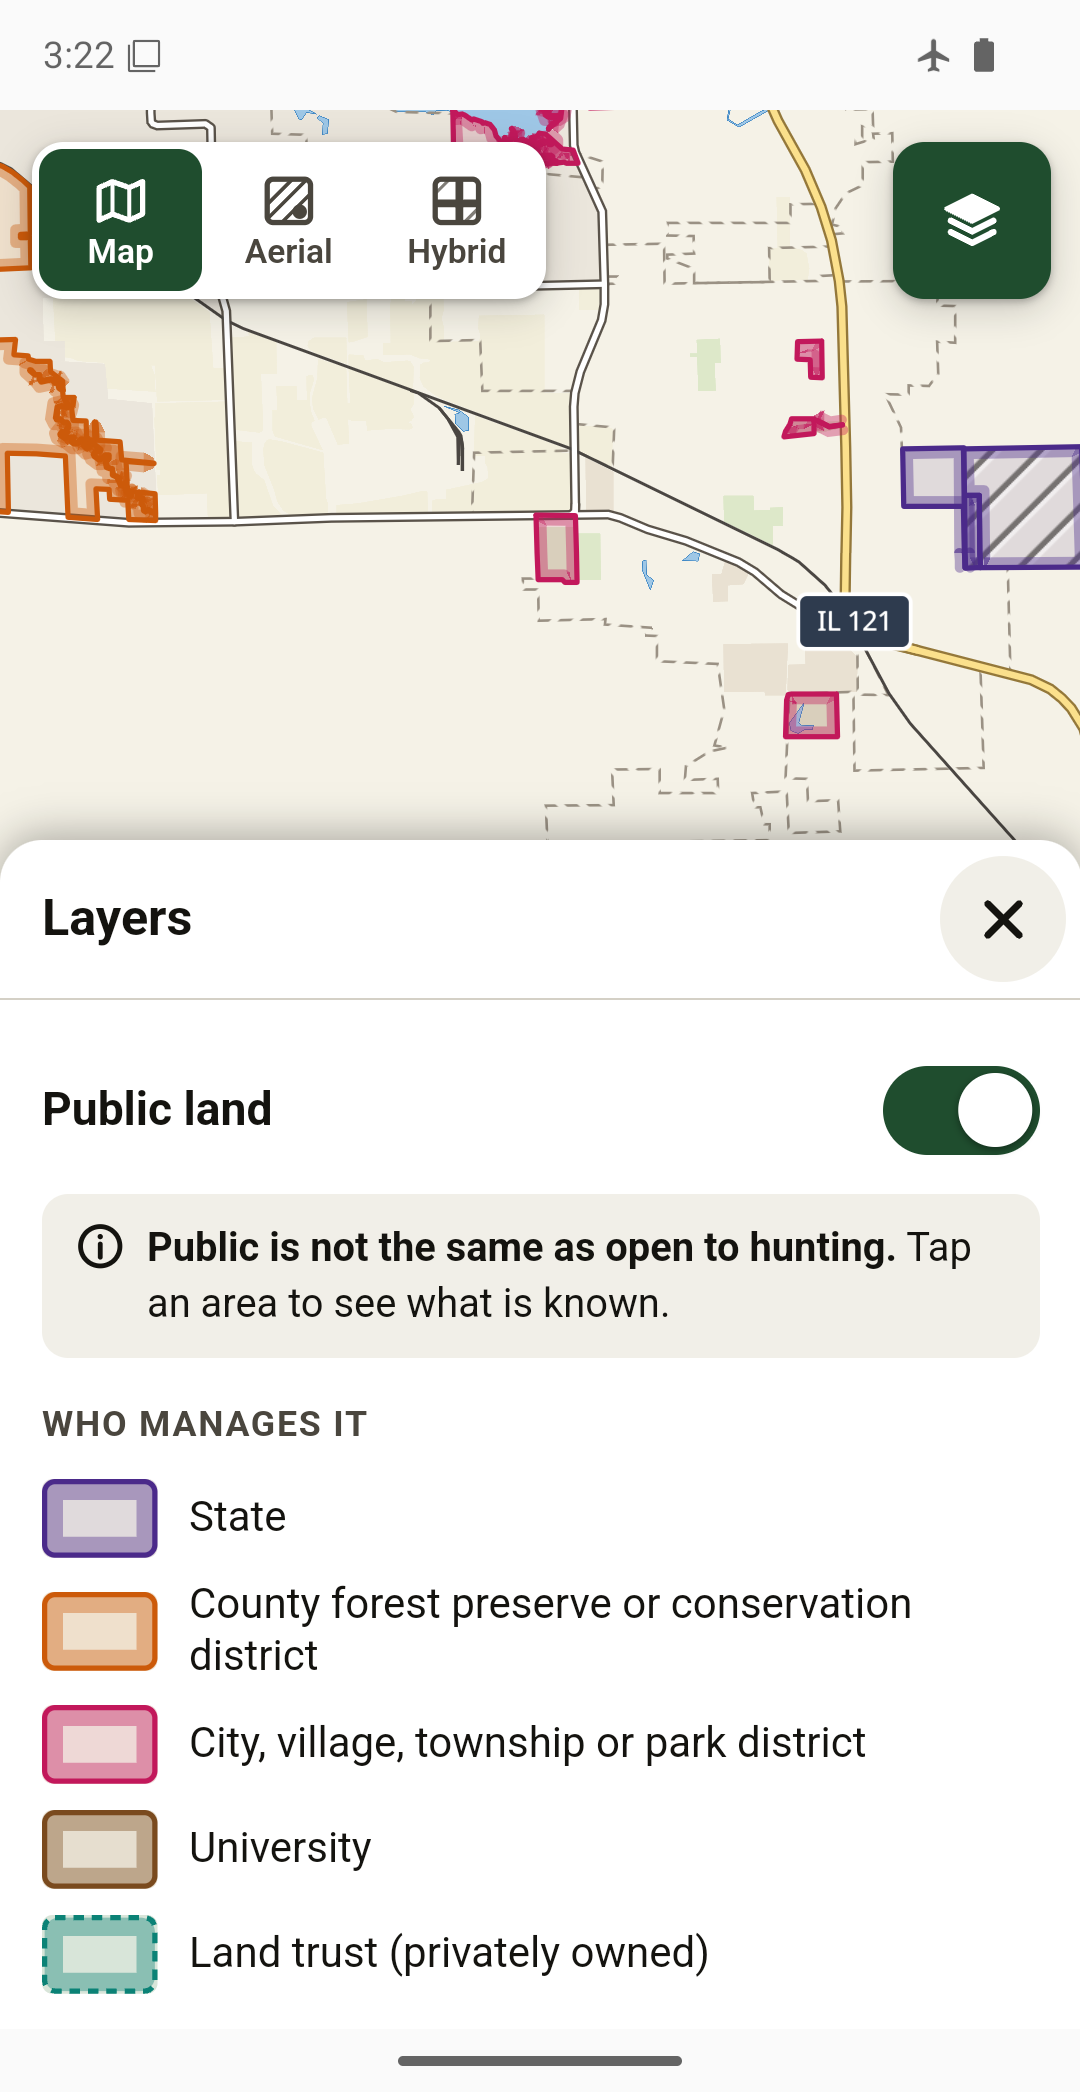 3:22
Map
Aerial
Hybrid
IL 121
Layers
Public land
Public is not the same as open to hunting. Tap
an area to see what is known.
WHO MANAGES IT
State
County forest preserve or conservation
district
City, village, township or park district
University
Land trust (privately owned)